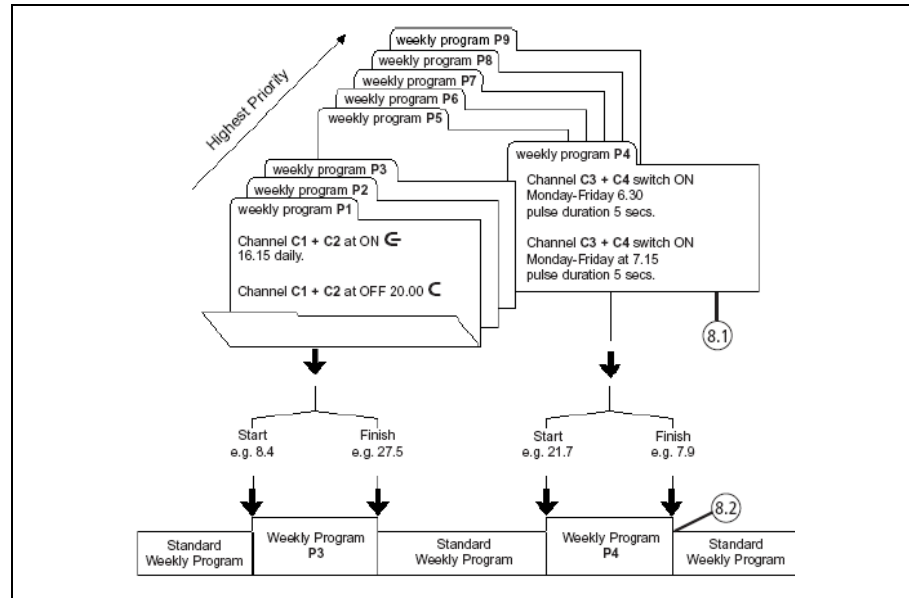 weekly program P9
weekly program P8
weekly program P7
weekly program P6
weekly program P5
Highest Priority
weekly program P4
Channel C3 + C4 switch ON
Monday-Friday 6.30
pulse duration 5 secs.
Channel C3 + C4 switch ON
Monday-Friday at 7.15
pulse duration 5 secs.
weekly program P3
weekly program P2
weekly program P1
Channel C1 + C2 at ON
16.15 daily.
Channel C1 + C2 at OFF 20.00
8.1
Start
e.g. 8.4
Finish
e.g. 27.5
Start
e.g. 21.7
Finish
e.g. 7.9
8.2
Standard
Weekly Program
Weekly Program
P3
Standard
Weekly Program
Weekly Program
P4
Standard
Weekly Program